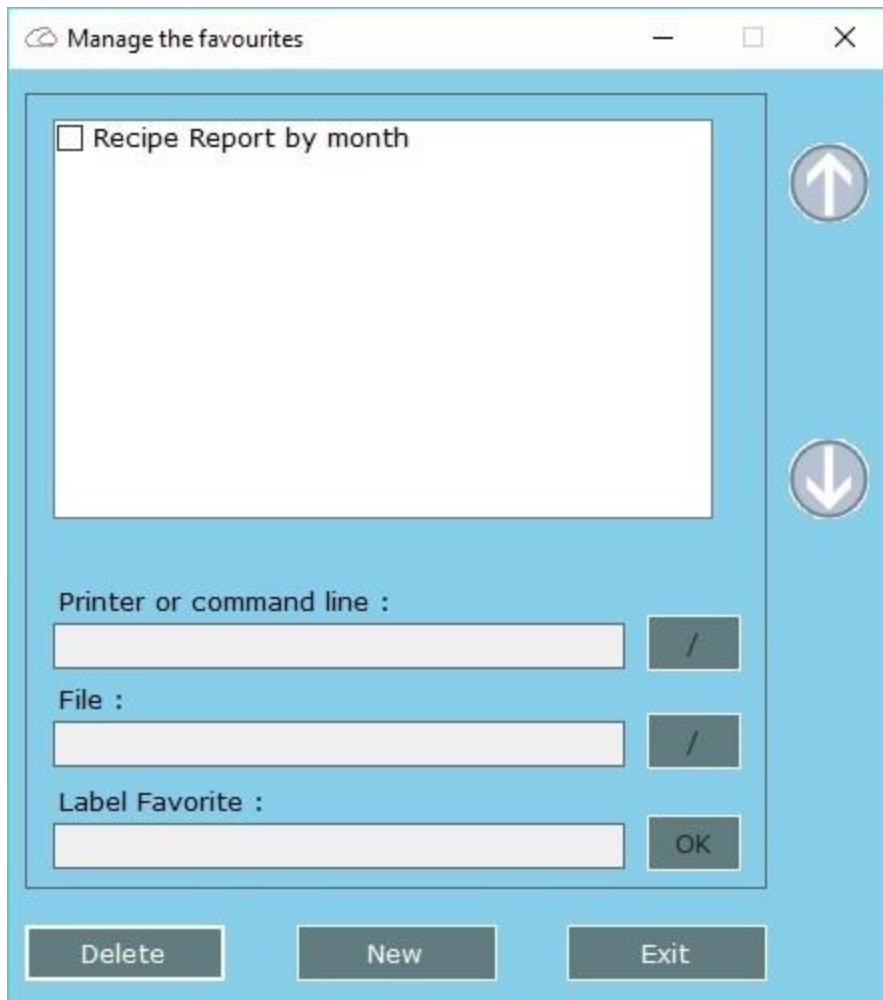 Manage the favourites
Recipe Report by month
Printer or command line :
/
File :
/
Label Favorite :
OK
Delete New Exit